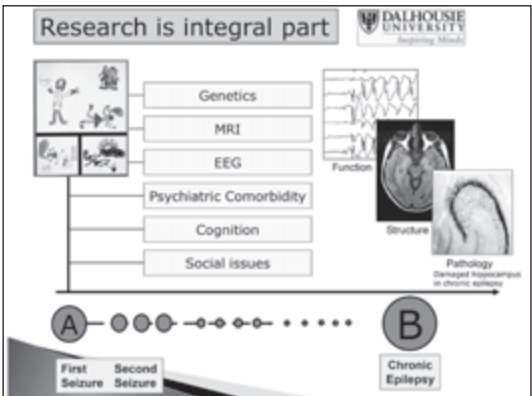 Research is integral part
DALHOUSIE
UNIVERSITY
Inspiring Minds
Genetics
MRI
EEG
Psychiatric Comorbidity
Cognition
Social issues
Function
Structure
Pathology
Damaged hippocampus
in chronic epilepsy
A
B
First Second
Seizure Seizure
Chronic
Epilepsy